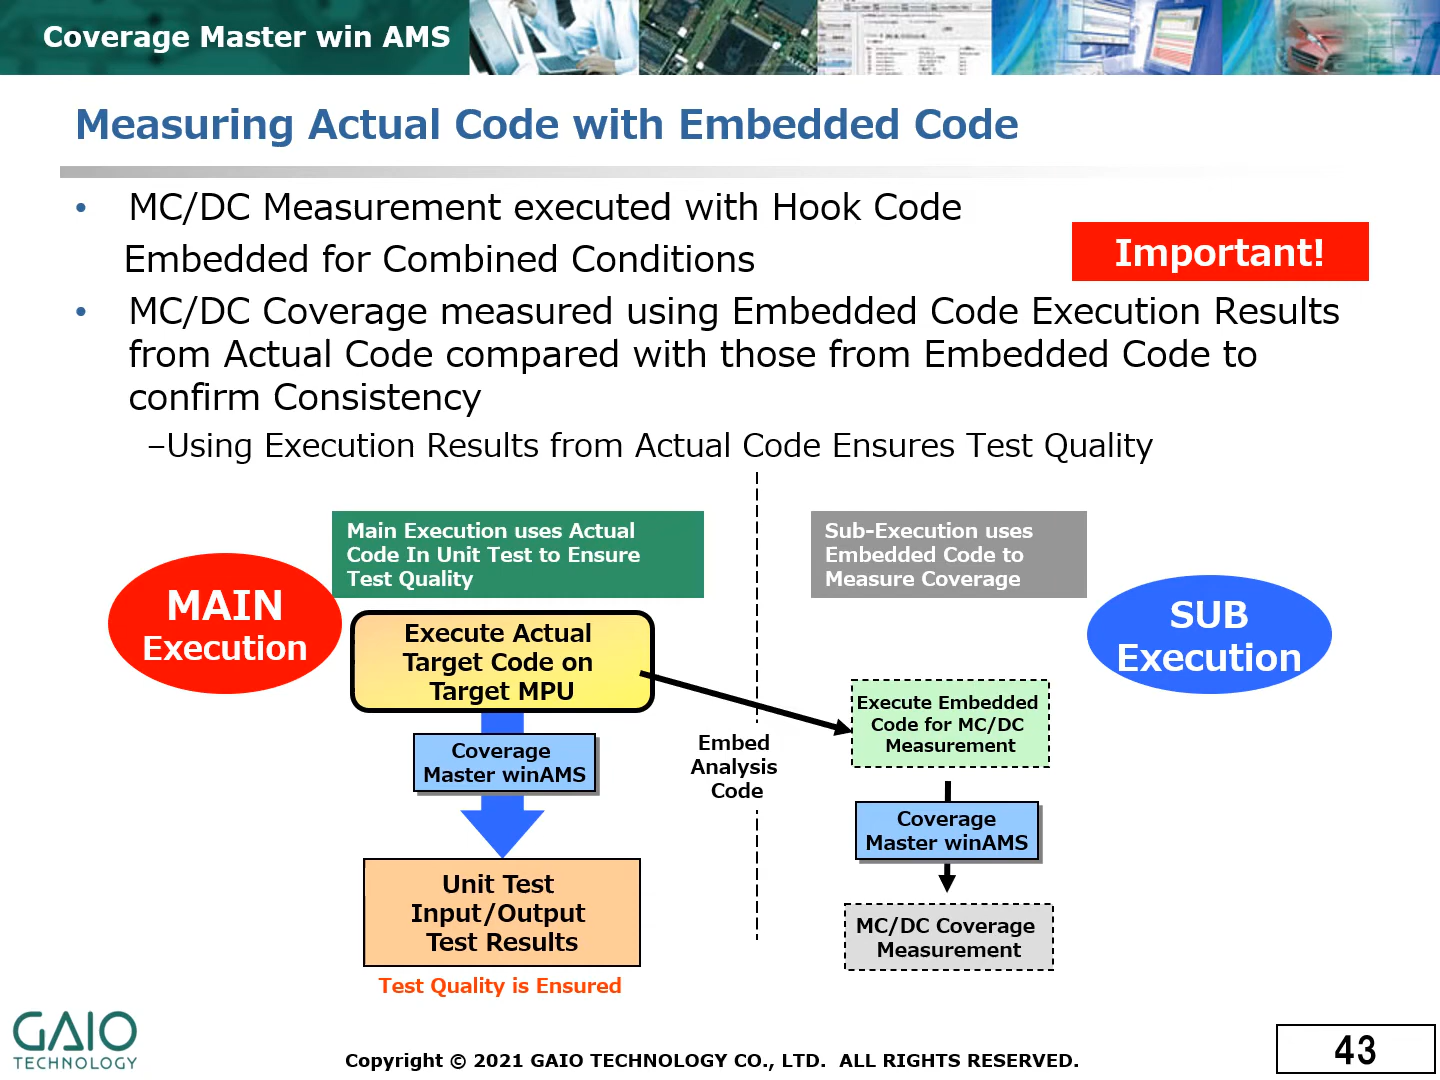 Coverage Master win AMS
Measuring Actual Code with Embedded Code
• MC/DC Measurement executed with Hook Code
Embedded for Combined Conditions
Important!
• MC/DC Coverage measured using Embedded Code Execution Results
from Actual Code compared with those from Embedded Code to
confirm Consistency
–Using Execution Results from Actual Code Ensures Test Quality
Main Execution uses Actual
Code In Unit Test to Ensure
Test Quality
Sub-Execution uses
Embedded Code to
Measure Coverage
MAIN
Execution
SUB
Execution
Execute Actual
Target Code on
Target MPU
Execute Embedded
Code for MC/DC
Measurement
Coverage
Master winAMS
Embed
Analysis
Code
Coverage
Master winAMS
Unit Test
Input/Output
Test Results
MC/DC Coverage
Measurement
Test Quality is Ensured
GAIO
TECHNOLOGY
Copyright © 2021 GAIO TECHNOLOGY CO., LTD. ALL RIGHTS RESERVED.
43